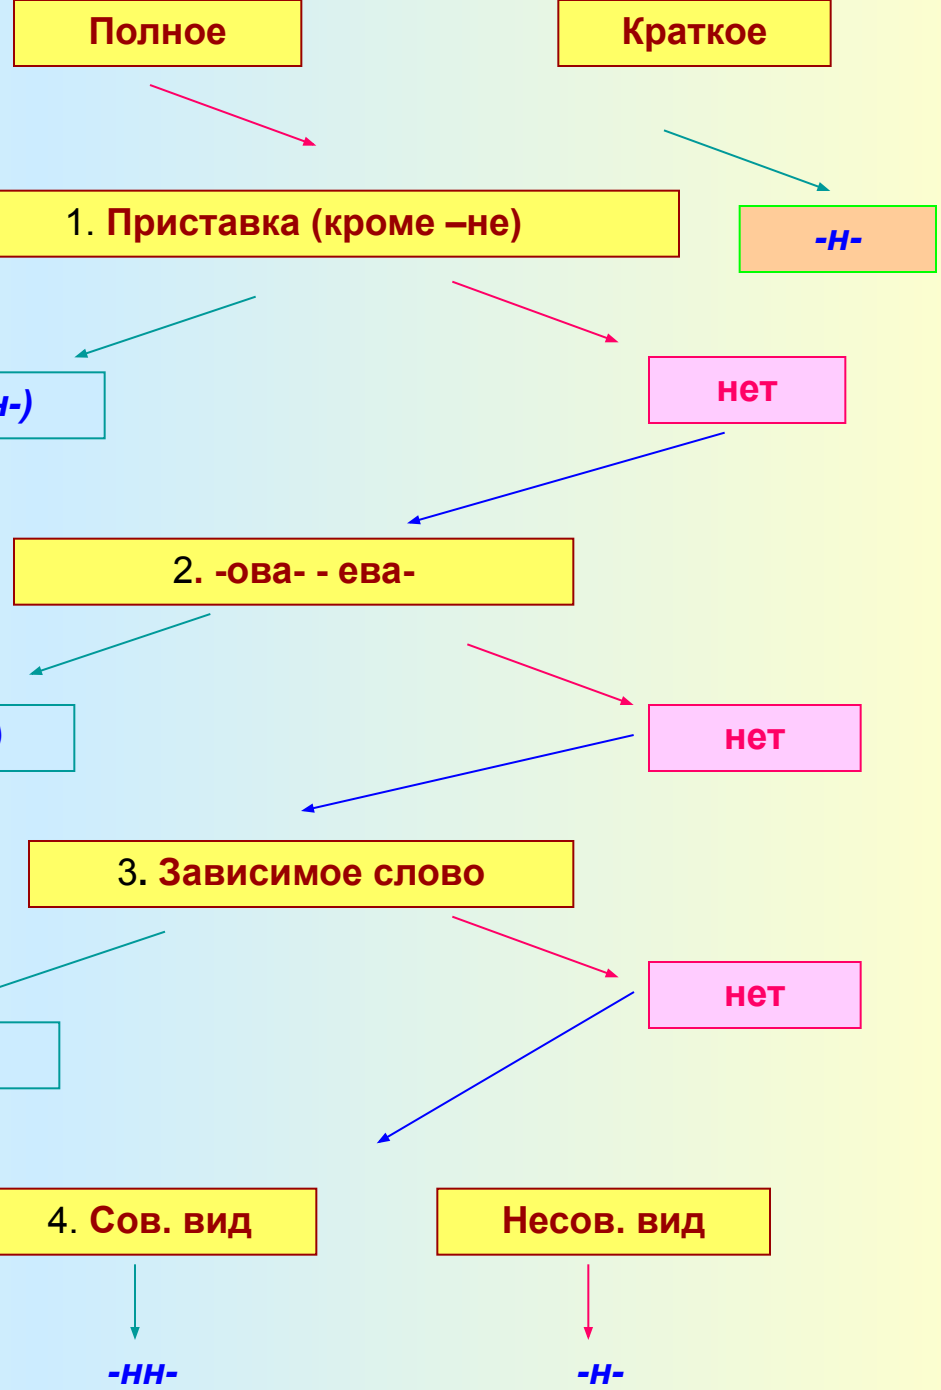 Полное
Краткое
1. Приставка (кроме –не)
-н-
н-)
нет
2. -ова- - ева-
)
нет
3. Зависимое слово
нет
4. Сов. вид
Несов. вид
-нн-
-н-